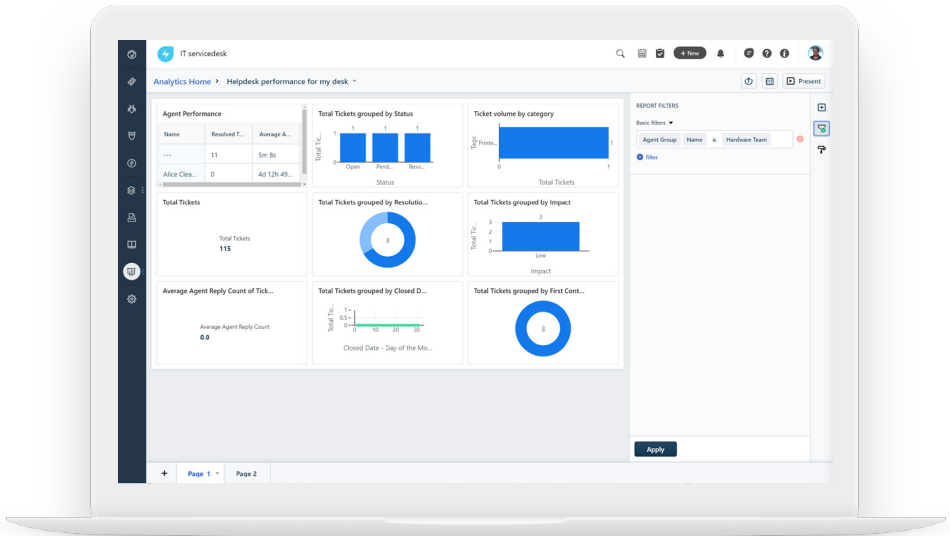 IT servicedesk
+ New
Analytics Home > Helpdesk performance for my desk
Present
Agent Performance
Name Resolved T... Average A...
--- 11 5m 8s
Alice Clea... 0 4d 12h 49...
Total Tickets grouped by Status
1 1 1
1
0
Total Tic...
Open Pend... Reso...
Status
Ticket volume by category
Tags
Printe...
1
0 1
Total Tickets
Total Tickets
Total Tickets
115
Total Tickets grouped by Resolutio...
3
Total Tickets grouped by Impact
3
3
2
1
0
Total Tic...
Low
Impact
Average Agent Reply Count of Tick...
Average Agent Reply Count
0.0
Total Tickets grouped by Closed D...
1
0.5
0
Total Tic...
0 10 20 30
Closed Date - Day of the Mo...
Total Tickets grouped by First Cont...
3
REPORT FILTERS
Basic filters
Agent Group Name is Hardware Team
filter
Apply
+ Page 1 Page 2